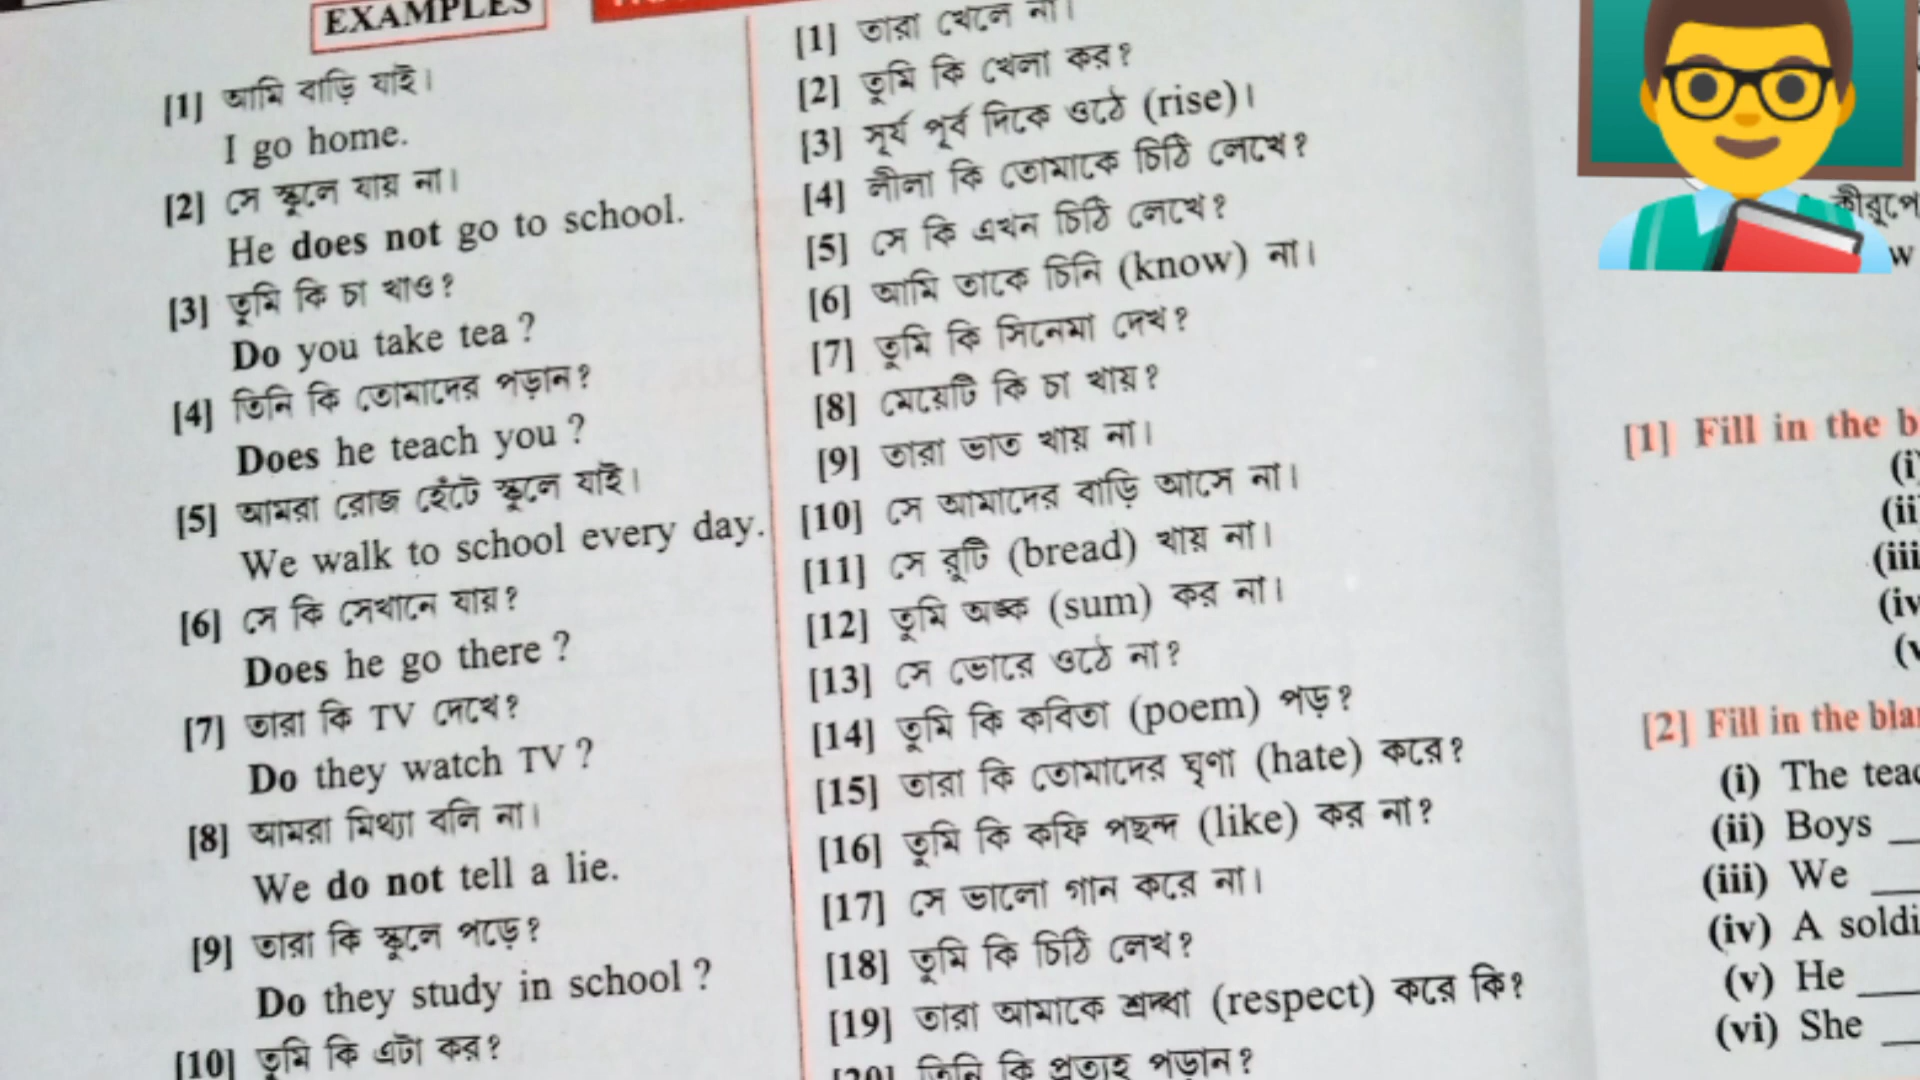 EXAMPLES
[1] আমি বাড়ি যাই।
I go home.
[2] সে স্কুলে যায় না।
He does not go to school.
[3] তুমি কি চা খাও?
Do you take tea ?
[4] তিনি কি তোমাদের পড়ান?
Does he teach you ?
[5] আমরা রোজ হেঁটে স্কুলে যাই।
We walk to school every day.
[6] সে কি সেখানে যায়?
Does he go there ?
[7] তারা কি TV দেখে?
Do they watch TV ?
[8] আমরা মিথ্যা বলি না।
We do not tell a lie.
[9] তারা কি স্কুলে পড়ে?
Do they study in school ?
[10] তুমি কি এটা কর?
[1] তারা খেলে না।
[2] তুমি কি খেলা কর?
[3] সূর্য পূর্ব দিকে ওঠে (rise)।
[4] লীলা কি তোমাকে চিঠি লেখে?
[5] সে কি এখন চিঠি লেখে?
[6] আমি তাকে চিনি (know) না।
[7] তুমি কি সিনেমা দেখ?
[8] মেয়েটি কি চা খায়?
[9] তারা ভাত খায় না।
[10] সে আমাদের বাড়ি আসে না।
[11] সে রুটি (bread) খায় না।
[12] তুমি অঙ্ক (sum) কর না।
[13] সে ভোরে ওঠে না?
[14] তুমি কি কবিতা (poem) পড়?
[15] তারা কি তোমাদের ঘৃণা (hate) করে?
[16] তুমি কি কফি পছন্দ (like) কর না?
[17] সে ভালো গান করে না।
[18] তুমি কি চিঠি লেখ?
[19] তারা আমাকে শ্রদ্ধা (respect) করে কি?
[20] তিনি কি প্রত্যহ পড়ান?
[1] Fill in the
(i)
(ii
(iii
(iv
(v
[2] Fill in the
(i) The
(ii) Boys
(iii) We
(iv) A
(v) He
(vi) She